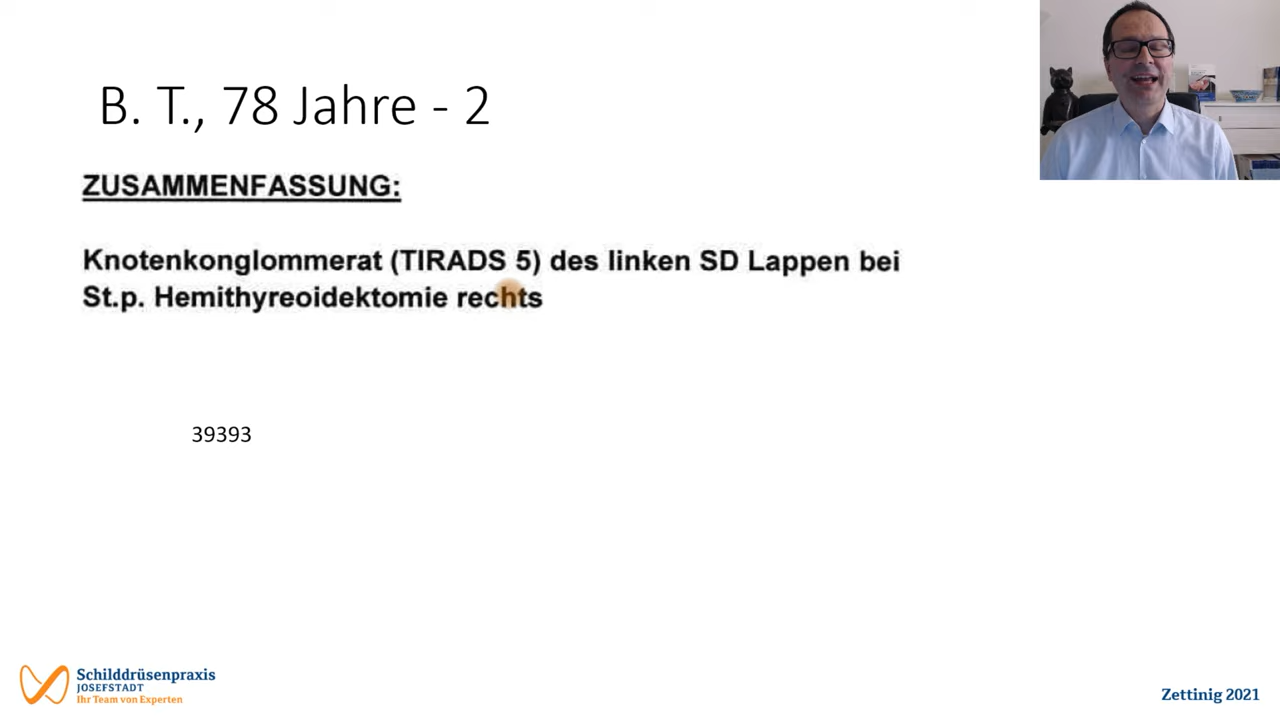 B. T., 78 Jahre - 2
ZUSAMMENFASSUNG:
Knotenkonglommerat (TIRADS 5) des linken SD Lappen bei
St.p. Hemithyreoidektomie rechts
39393
Schilddrüsenpraxis
JOSEFSTADT
Ihr Team von Experten
Zettinig 2021